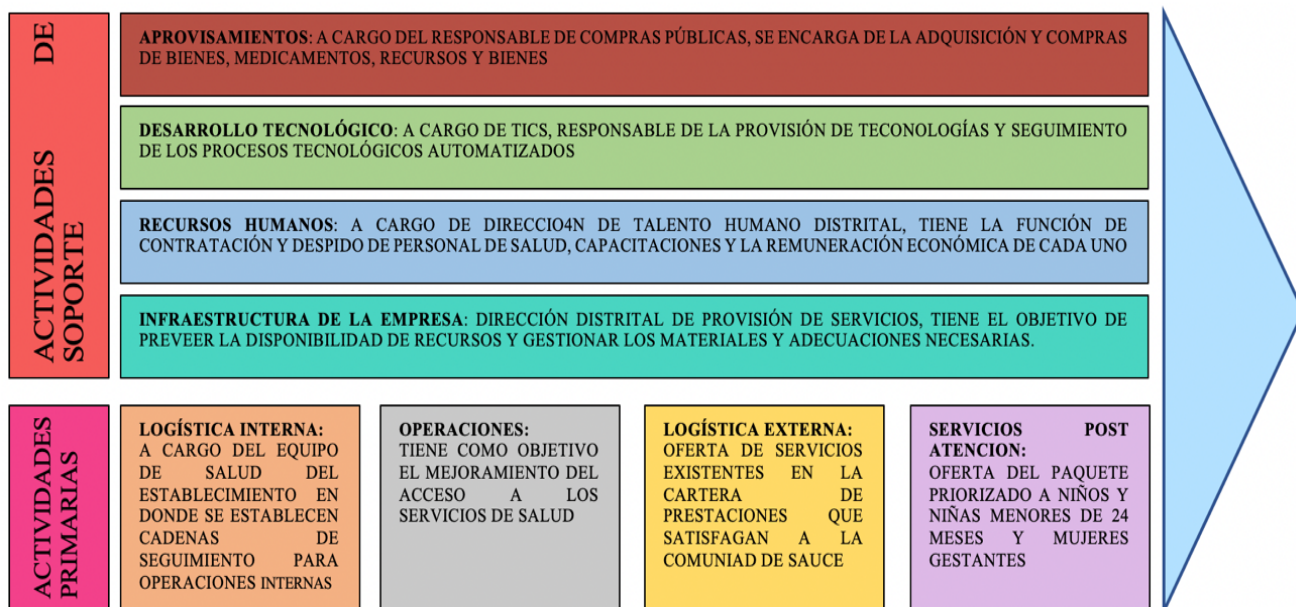 ACTIVIDADES DE
SOPORTE
APROVISAMIENTOS: A CARGO DEL RESPONSABLE DE COMPRAS PÚBLICAS, SE ENCARGA DE LA ADQUISICIÓN Y COMPRAS
DE BIENES, MEDICAMENTOS, RECURSOS Y BIENES
DESARROLLO TECNOLÓGICO: A CARGO DE TICS, RESPONSABLE DE LA PROVISIÓN DE TECONOLOGÍAS Y SEGUIMIENTO
DE LOS PROCESOS TECNOLÓGICOS AUTOMATIZADOS
RECURSOS HUMANOS: A CARGO DE DIRECCIO4N DE TALENTO HUMANO DISTRITAL, TIENE LA FUNCIÓN DE
CONTRATACIÓN Y DESPIDO DE PERSONAL DE SALUD, CAPACITACIONES Y LA REMUNERACIÓN ECONÓMICA DE CADA UNO
INFRAESTRUCTURA DE LA EMPRESA: DIRECCIÓN DISTRITAL DE PROVISIÓN DE SERVICIOS, TIENE EL OBJETIVO DE
PREVEER LA DISPONIBILIDAD DE RECURSOS Y GESTIONAR LOS MATERIALES Y ADECUACIONES NECESARIAS.
ACTIVIDADES
PRIMARIAS
LOGÍSTICA INTERNA:
A CARGO DEL EQUIPO
DE SALUD DEL
ESTABLECIMIENTO EN
DONDE SE ESTABLECEN
CADENAS DE
SEGUIMIENTO PARA
OPERACIONES INTERNAS
OPERACIONES:
TIENE COMO OBJETIVO
EL MEJORAMIENTO DEL
ACCESO A LOS
SERVICIOS DE SALUD
LOGÍSTICA EXTERNA:
OFERTA DE SERVICIOS
EXISTENTES EN LA
CARTERA DE
PRESTACIONES QUE
SATISFAGAN A LA
COMUNIAD DE SAUCE
SERVICIOS POST
ATENCION:
OFERTA DEL PAQUETE
PRIORIZADO A NIÑOS Y
NIÑAS MENORES DE 24
MESES Y MUJERES
GESTANTES